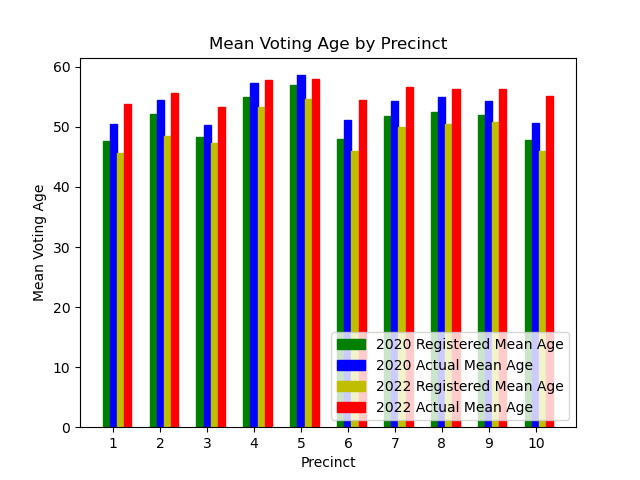 Mean Voting Age by Precinct
Mean Voting Age
60
50
40
30
20
10
0
2020 Registered Mean Age
2020 Actual Mean Age
2022 Registered Mean Age
2022 Actual Mean Age
1 2 3 4 5 6 7 8 9 10
Precinct